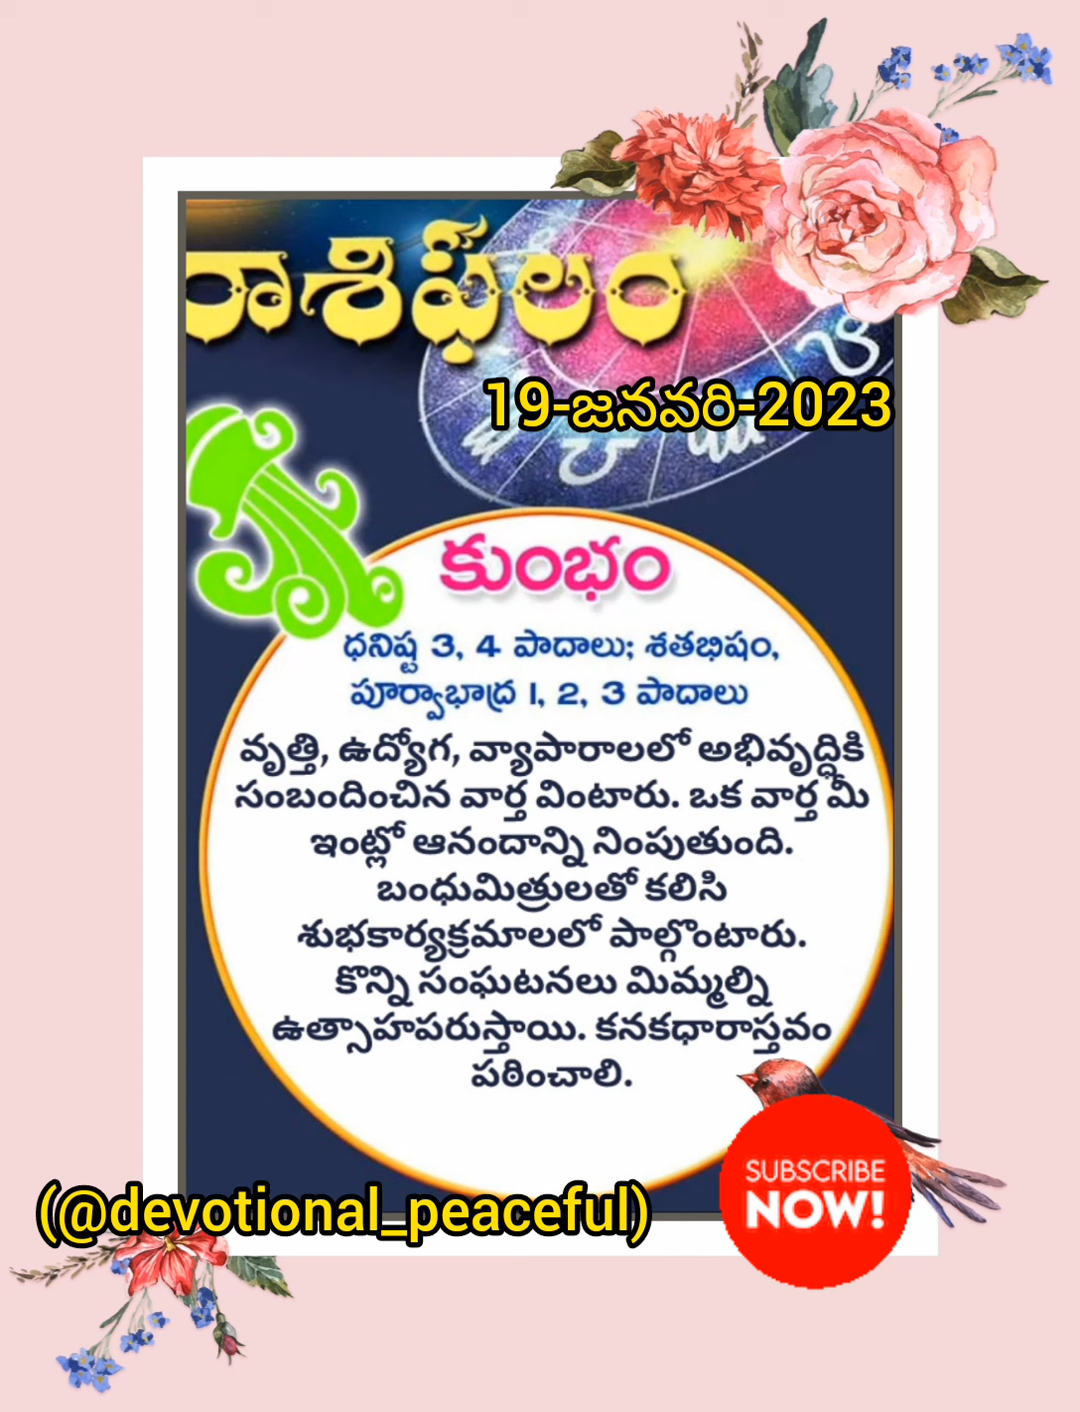 రాశిఫలం
19-జనవరి-2023
కుంభం
ధనిష్ట 3, 4 పాదాలు; శతభిషం,
పూర్వాభాద్ర 1, 2, 3 పాదాలు
వృత్తి, ఉద్యోగ, వ్యాపారాలలో అభివృద్ధికి
సంబందించిన వార్త వింటారు. ఒక వార్త మీ
ఇంట్లో ఆనందాన్ని నింపుతుంది.
బంధుమిత్రులతో కలిసి
శుభకార్యక్రమాలలో పాల్గొంటారు.
కొన్ని సంఘటనలు మిమ్మల్ని
ఉత్సాహపరుస్తాయి. కనకధారాస్తవం
పఠించాలి.
SUBSCRIBE
NOW!
(@devotional_peaceful)